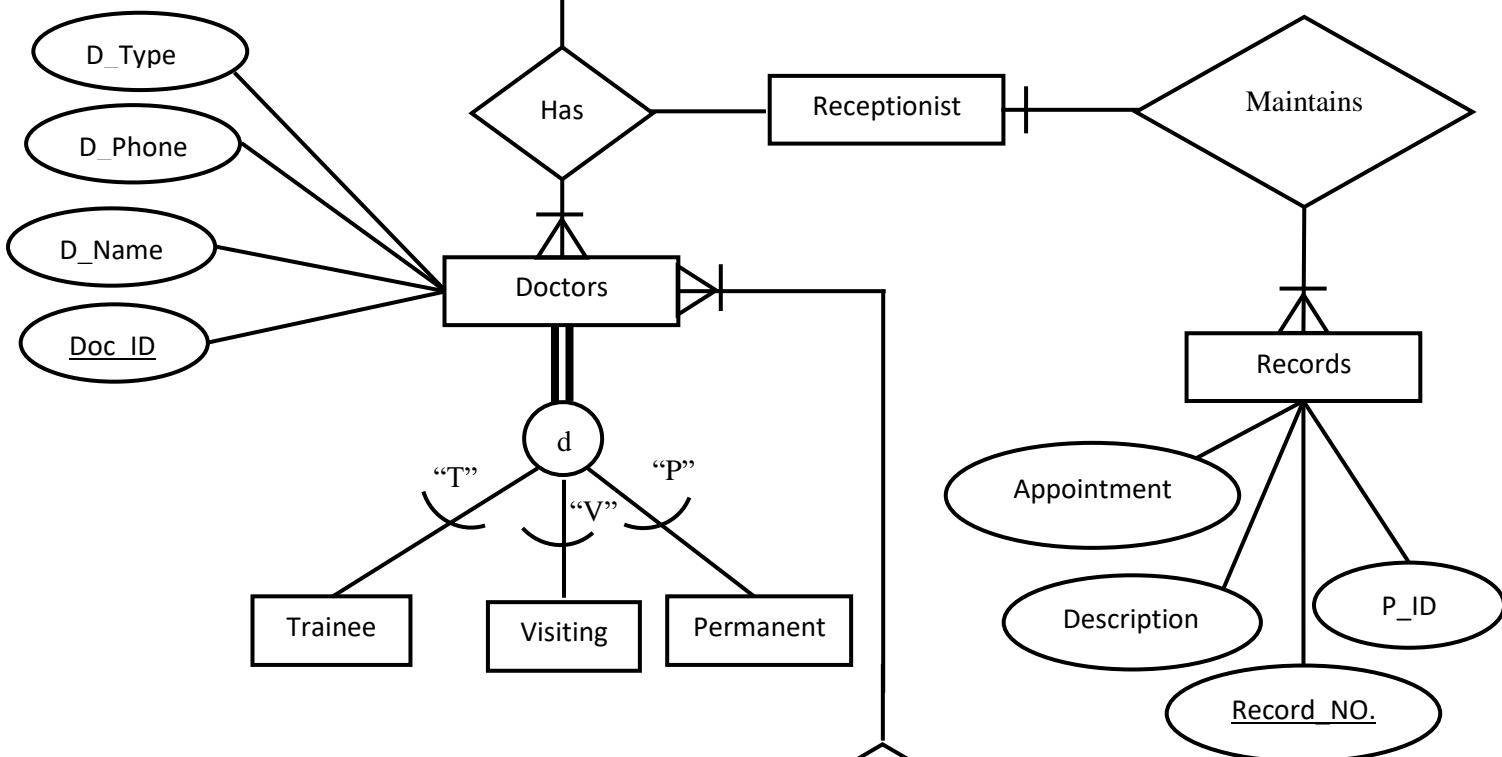 D_Type
D_Phone
D_Name
Doc_ID
Has
Receptionist
Maintains
Doctors
Records
d
“T”
“V”
“P”
Trainee
Visiting
Permanent
Appointment
Description
P_ID
Record_NO.